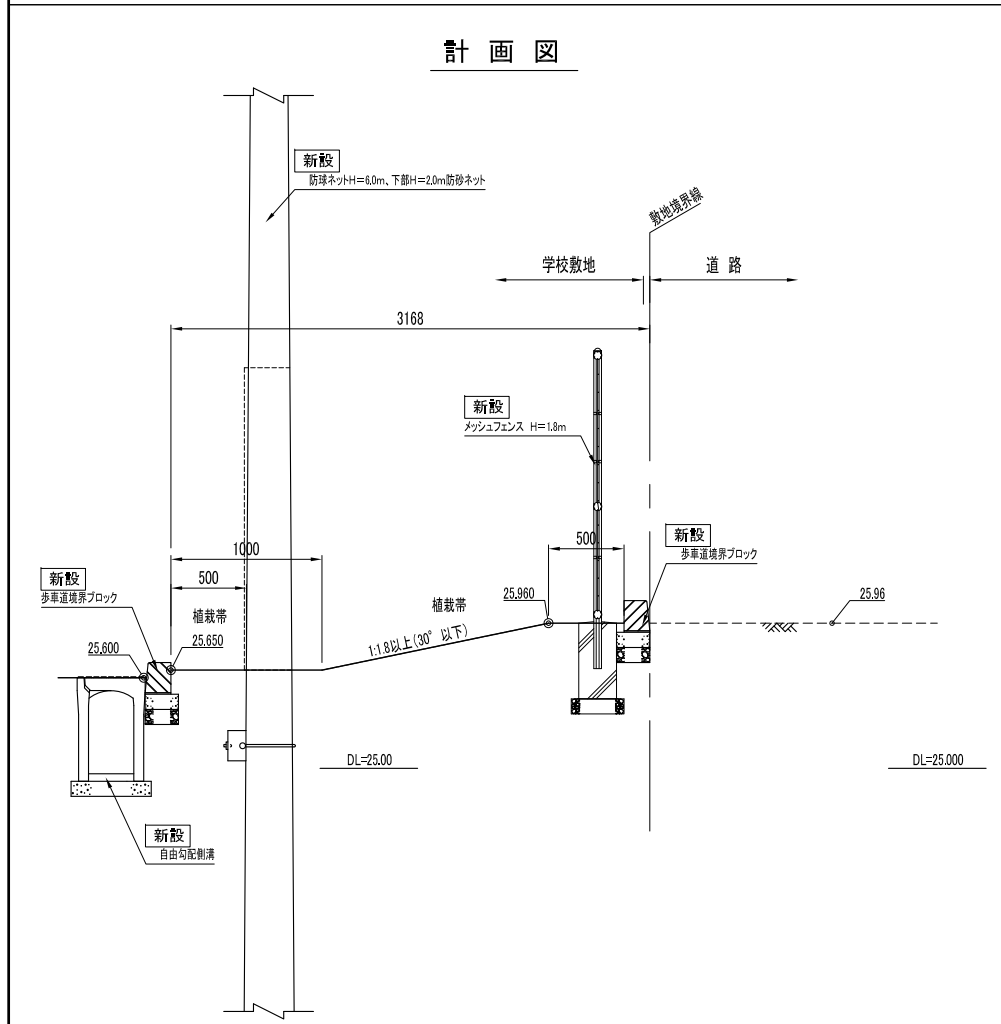 計 画 図
新設
防球ネットH=6.0m、下部H=2.0m防砂ネット
敷地境界線
学校敷地
道 路
3168
新設
メッシュフェンス H=1.8m
1000
500
500
新設
歩車道境界ブロック
新設
歩車道境界ブロック
植栽帯
植栽帯
25.960
25.96
25.600
25.650
1:1.8以上(30° 以下)
DL=25.00
DL=25.000
新設
自由勾配側溝